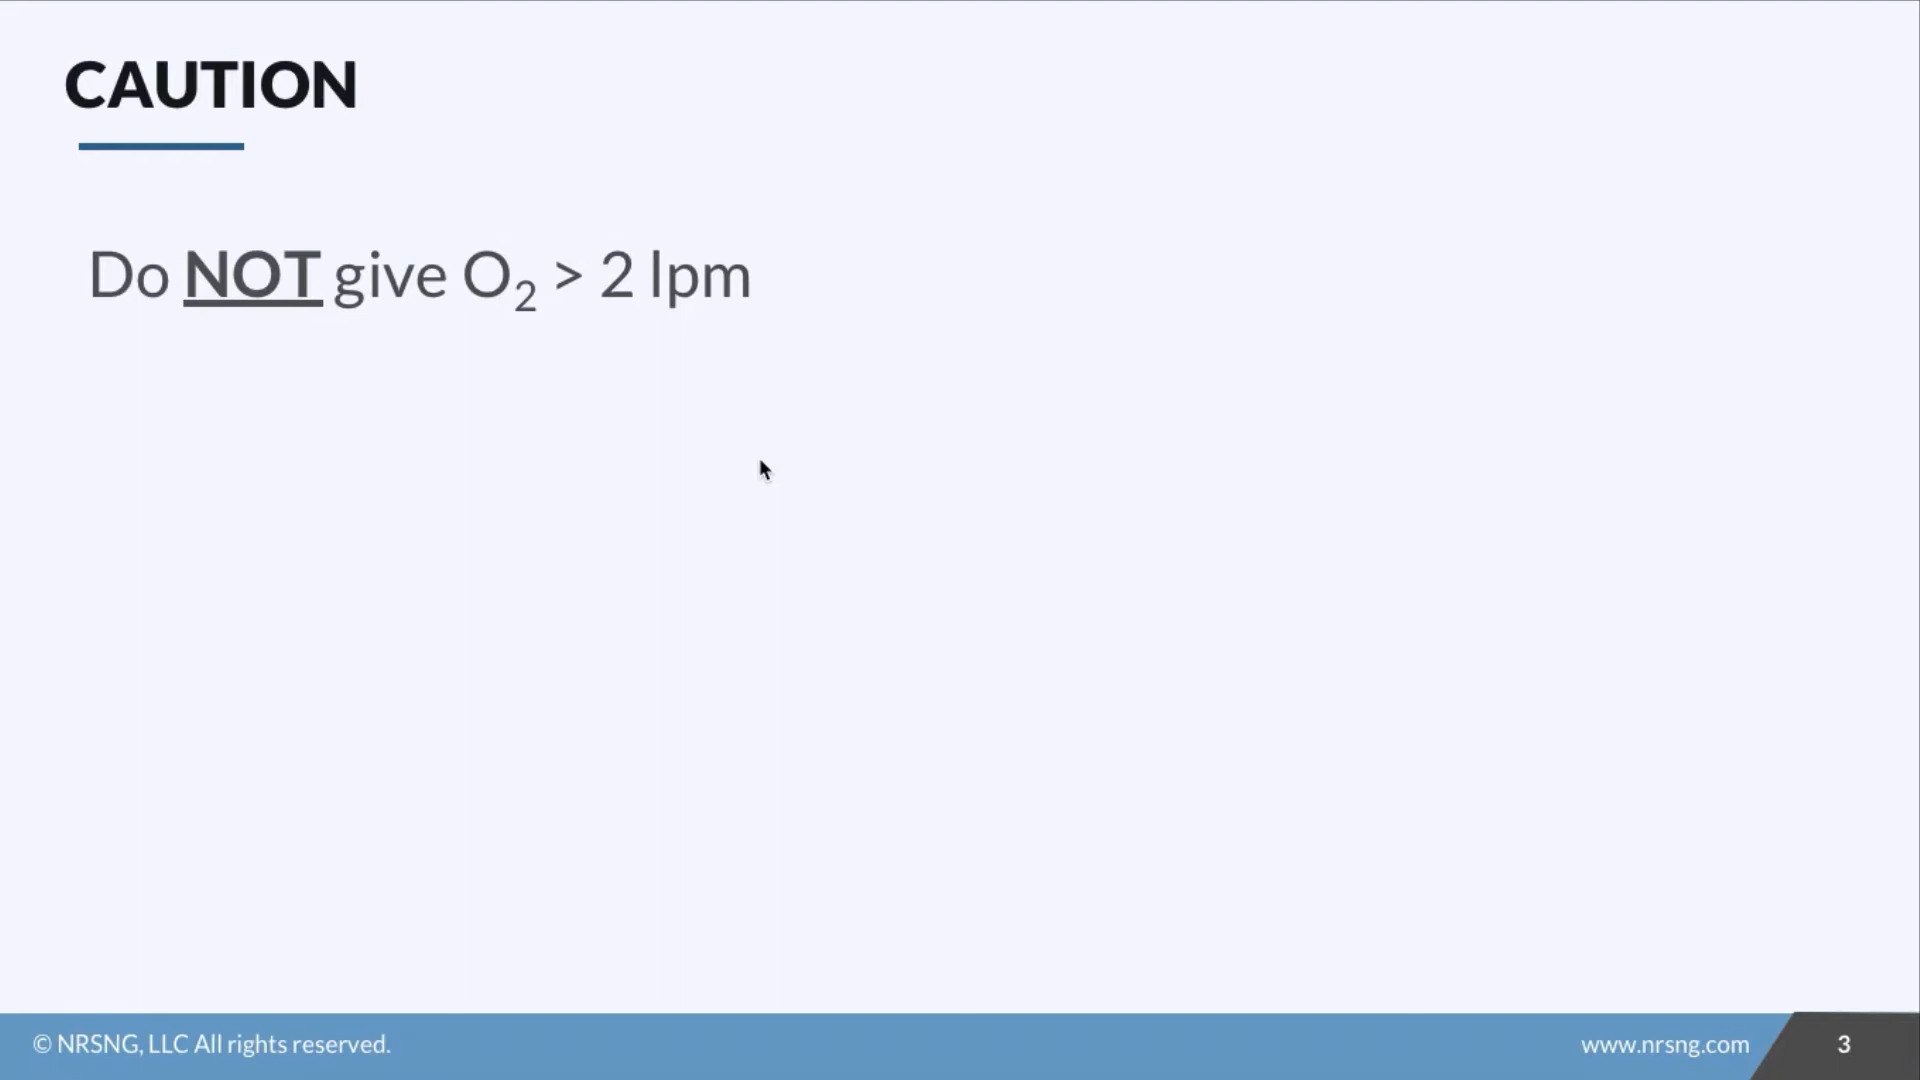 CAUTION
Do NOT give O₂ > 2 lpm
© NRSNG, LLC All rights reserved.
www.nrsng.com
3